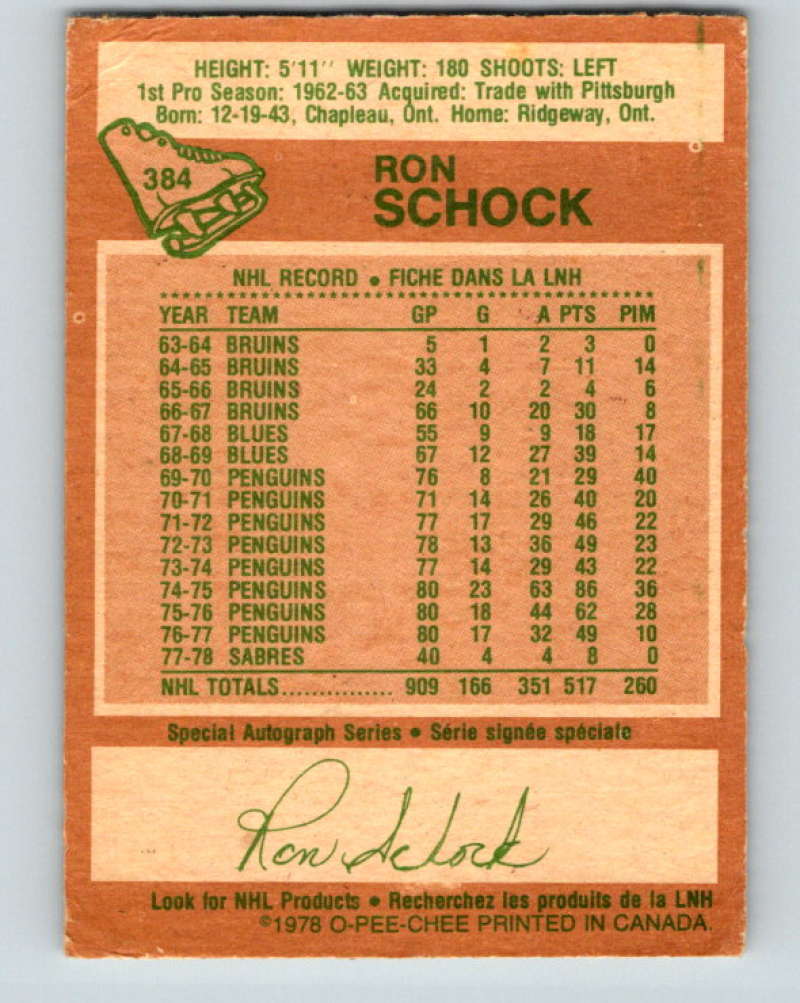 HEIGHT: 5'11'' WEIGHT: 180 SHOOTS: LEFT
1st Pro Season: 1962-63 Acquired: Trade with Pittsburgh
Born: 12-19-43, Chapleau, Ont. Home: Ridgeway, Ont.
384
RON
SCHOCK
NHL RECORD • FICHE DANS LA LNH
YEAR TEAM GP G A PTS PIM
63-64 BRUINS 5 1 2 3 0
64-65 BRUINS 33 4 7 11 14
65-66 BRUINS 24 2 2 4 6
66-67 BRUINS 66 10 20 30 8
67-68 BLUES 55 9 9 18 17
68-69 BLUES 67 12 27 39 14
69-70 PENGUINS 76 8 21 29 40
70-71 PENGUINS 71 14 26 40 20
71-72 PENGUINS 77 17 29 46 22
72-73 PENGUINS 78 13 36 49 23
73-74 PENGUINS 77 14 29 43 22
74-75 PENGUINS 80 23 63 86 36
75-76 PENGUINS 80 18 44 62 28
76-77 PENGUINS 80 17 32 49 10
77-78 SABRES 40 4 4 8 0
NHL TOTALS............... 909 166 351 517 260
Special Autograph Series • Série signée spéciale
Ron Schock
Look for NHL Products • Recherchez les produits de la LNH
©1978 O-PEE-CHEE PRINTED IN CANADA.